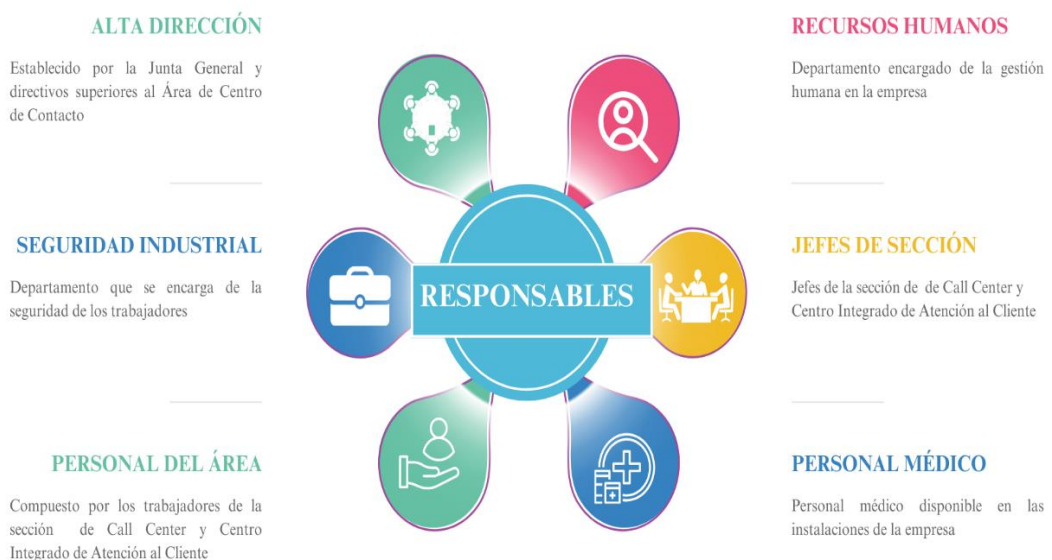 ALTA DIRECCIÓN
Establecido por la Junta General y
directivos superiores al Área de Centro
de Contacto
SEGURIDAD INDUSTRIAL
Departamento que se encarga de la
seguridad de los trabajadores
PERSONAL DEL ÁREA
Compuesto por los trabajadores de la
sección de Call Center y Centro
Integrado de Atención al Cliente
RESPONSABLES
RECURSOS HUMANOS
Departamento encargado de la gestión
humana en la empresa
JEFES DE SECCIÓN
Jefes de la sección de de Call Center y
Centro Integrado de Atención al Cliente
PERSONAL MÉDICO
Personal médico disponible en las
instalaciones de la empresa